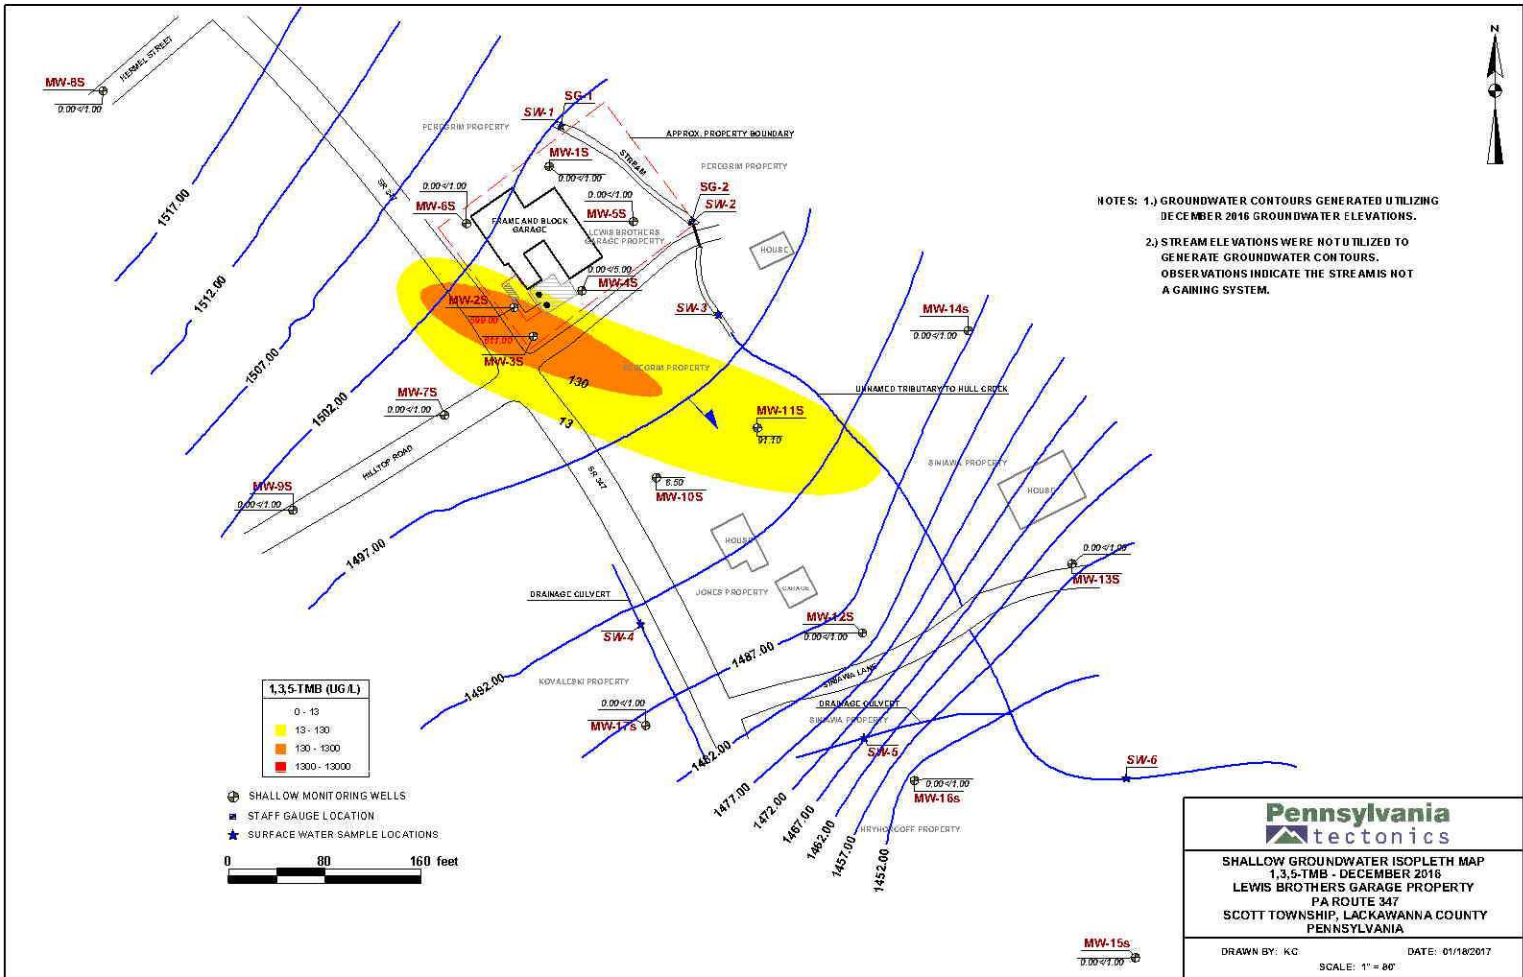 HERMEL STREET
MW-8S
0.00</1.00
SG-1
SW-1
PEREGRIM PROPERTY
APPROX. PROPERTY BOUNDARY
MW-1S
0.00</1.00
STREAM
PEREGRIM PROPERTY
0.00</1.00
MW-6S
0.00</1.00
MW-5S
SG-2
SW-2
FRAME AND BLOCK
GARAGE
LEWIS BROTHERS
GARAGE PROPERTY
HOUSE
0.00</5.00
MW-4S
MW-2S
599.00
611.00
MW-3S
SW-3
MW-14s
0.00</1.00
N
NOTES: 1.) GROUNDWATER CONTOURS GENERATED UTILIZING
DECEMBER 2016 GROUNDWATER ELEVATIONS.
2.) STREAM ELEVATIONS WERE NOT UTILIZED TO
GENERATE GROUNDWATER CONTOURS.
OBSERVATIONS INDICATE THE STREAM IS NOT
A GAINING SYSTEM.
1517.00
1512.00
1507.00
1502.00
1497.00
PEREGRIM PROPERTY
130
13
UNNAMED TRIBUTARY TO HULL CREEK
MW-7S
0.00</1.00
MW-11S
91.10
HILLTOP ROAD
MW-9S
0.00</1.00
SR 347
6.50
MW-10S
SINIAWA PROPERTY
HOUSE
HOUSE
GARAGE
JONES PROPERTY
0.00</1.00
MW-13S
DRAINAGE CULVERT
SW-4
MW-12S
0.00</1.00
1492.00
1487.00
KOVALESKI PROPERTY
SINIAWA LANE
0.00</1.00
MW-17s
DRAINAGE CULVERT
SINIAWA PROPERTY
SW-5
SW-6
1482.00
1477.00
1472.00
1467.00
1462.00
1457.00
1452.00
0.00</1.00
MW-16s
1,3,5-TMB (UG/L)
0 - 13
13 - 130
130 - 1300
1300 - 13000
SHALLOW MONITORING WELLS
STAFF GAUGE LOCATION
SURFACE WATER SAMPLE LOCATIONS
0 80 160 feet
MW-15s
0.00</1.00
Pennsylvania
tectonics
SHALLOW GROUNDWATER ISOPLETH MAP
1,3,5-TMB - DECEMBER 2016
LEWIS BROTHERS GARAGE PROPERTY
PA ROUTE 347
SCOTT TOWNSHIP, LACKAWANNA COUNTY
PENNSYLVANIA
DRAWN BY: KC DATE: 01/18/2017
SCALE: 1" = 80'